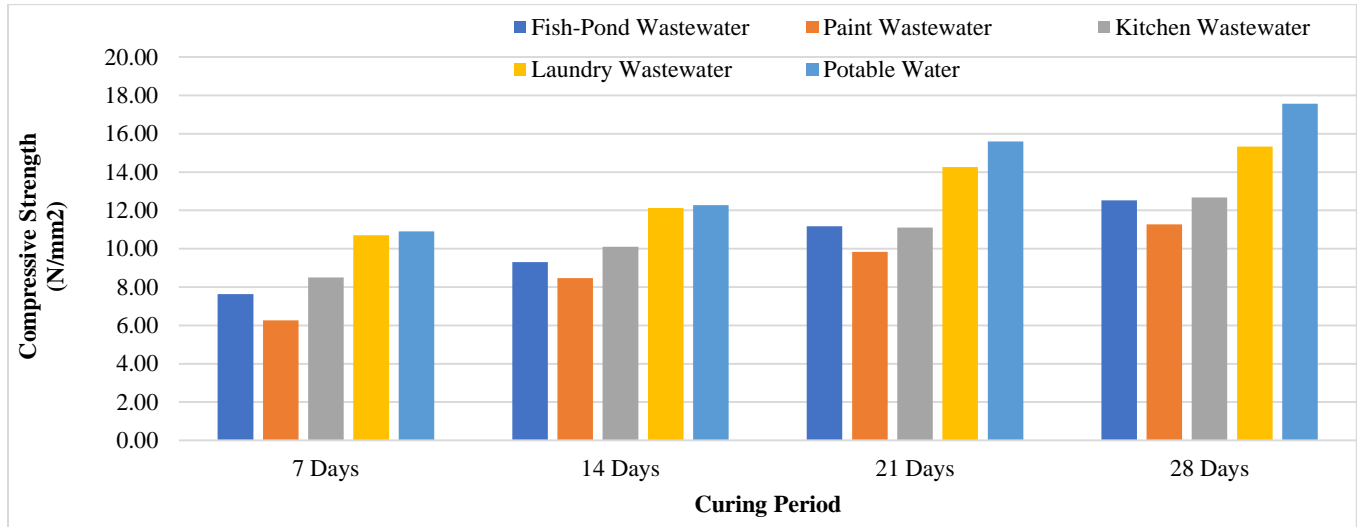 Fish-Pond Wastewater Paint Wastewater Kitchen Wastewater
Laundry Wastewater Potable Water
20.00
18.00
16.00
14.00
12.00
10.00
8.00
6.00
4.00
2.00
0.00
Compressive Strength
(N/mm2)
7 Days 14 Days 21 Days 28 Days
Curing Period